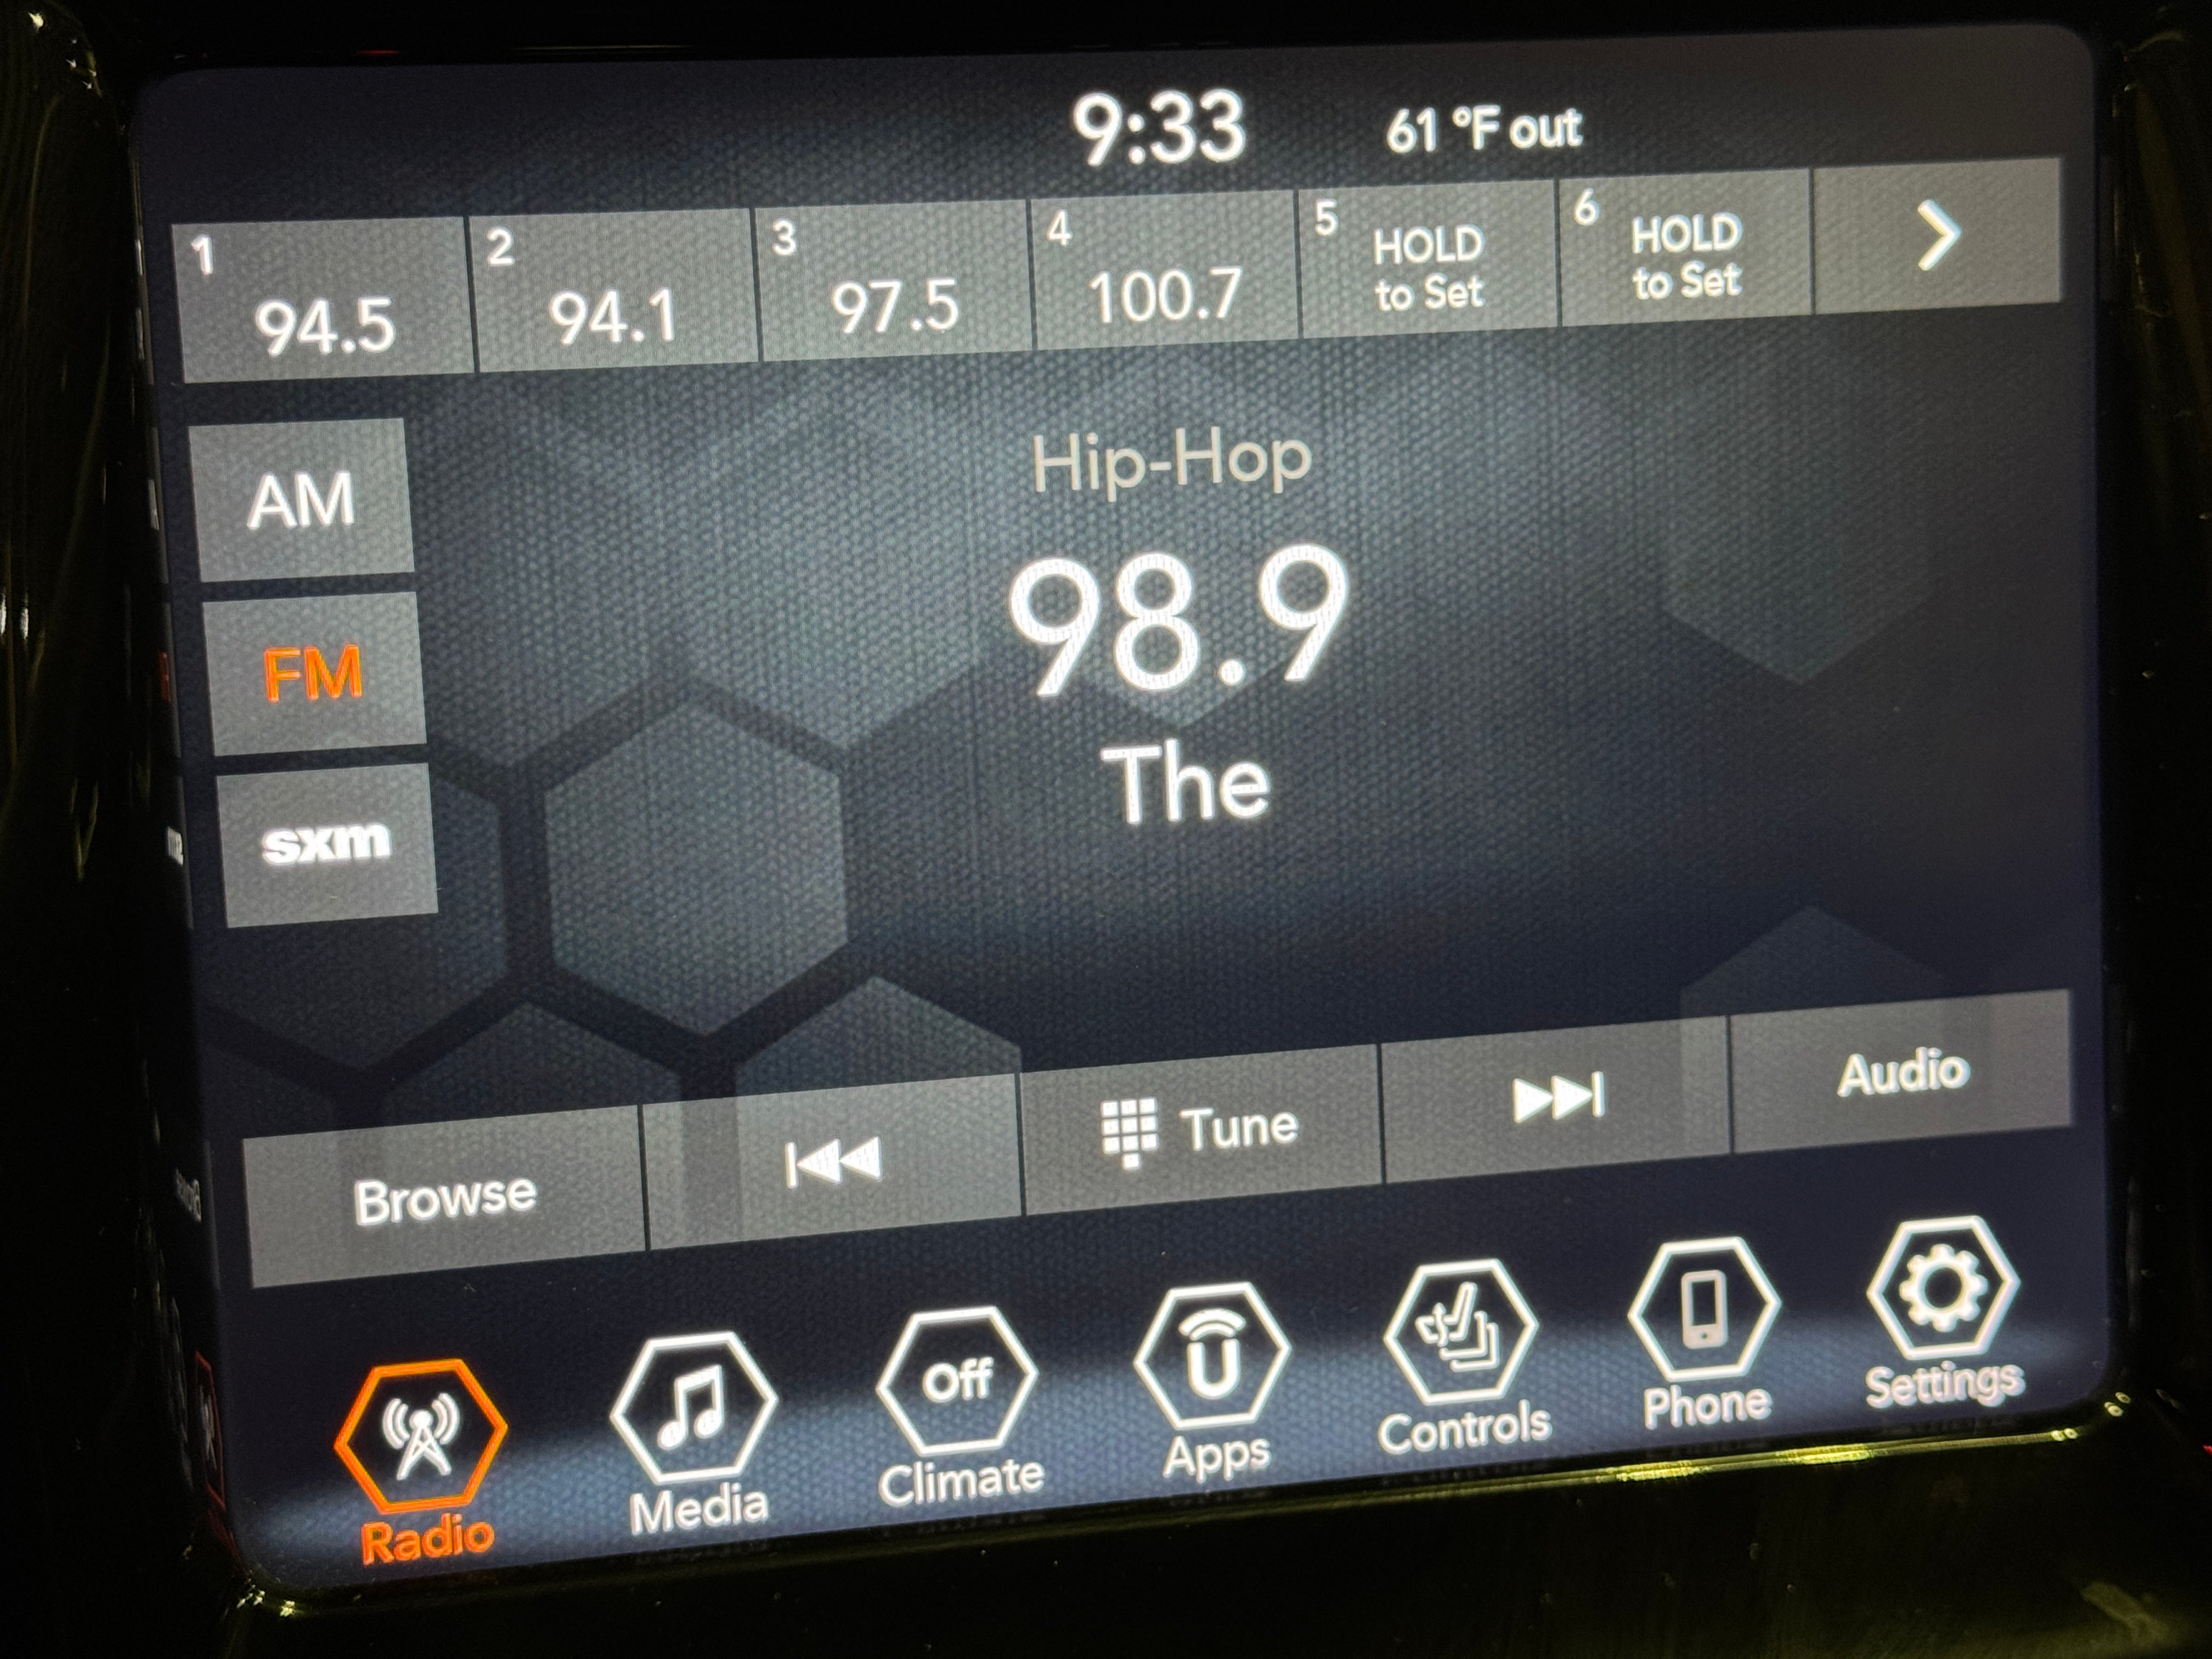 9:33 61 °F out
1 2 3 4 5 HOLD 6 HOLD
94.5 94.1 97.5 100.7 to Set to Set
AM
Hip-Hop
98.9
FM
The
sxm
Browse Tune Audio
Radio Media Off Climate Apps Controls Phone Settings